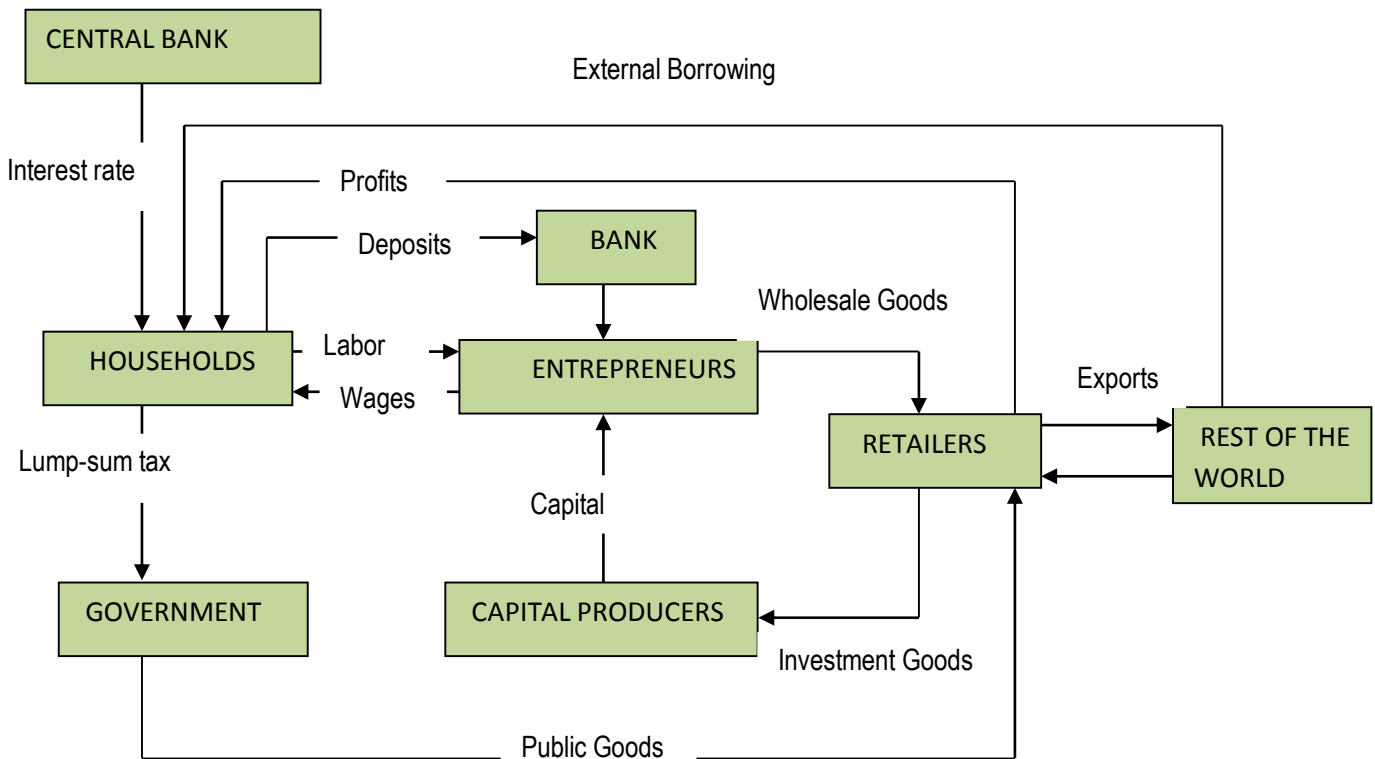 CENTRAL BANK
External Borrowing
Interest rate
Profits
Deposits
BANK
Wholesale Goods
HOUSEHOLDS
Labor
Wages
ENTREPRENEURS
Exports
RETAILERS
REST OF THE
WORLD
Lump-sum tax
Capital
GOVERNMENT
CAPITAL PRODUCERS
Investment Goods
Public Goods